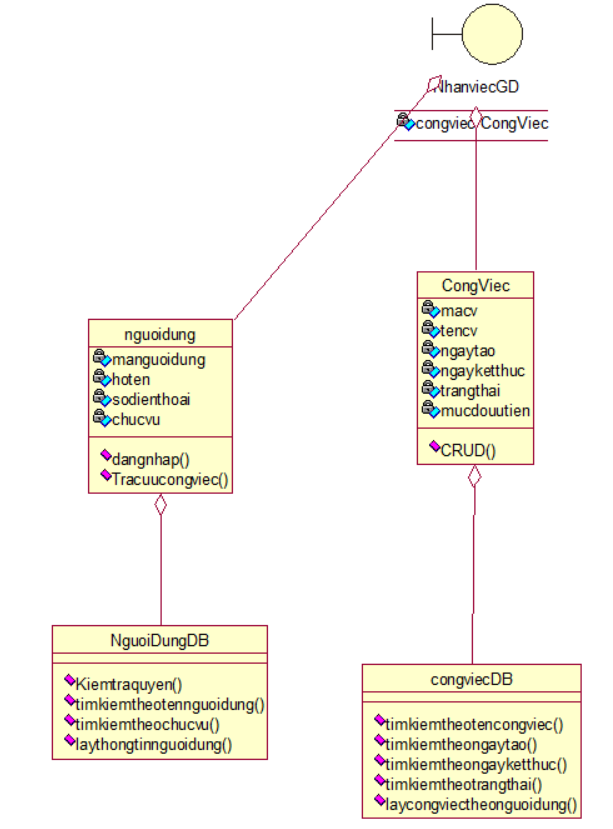 NhanviecGD
congviec CongViec
CongViec
macv
tencv
ngaytao
ngayketthuc
trangthai
mucdouutien
CRUD()
nguoidung
manguoidung
hoten
sodienthoai
chucvu
dangnhap()
Tracuucongviec()
NguoiDungDB
Kiemtraquyen()
timkiemtheotennguoidung()
timkiemtheochucvu()
laythongtinnguoidung()
congviecDB
timkiemtheotencongviec()
timkiemtheongaytao()
timkiemtheongayketthuc()
timkiemtheotrangthai()
laycongviectheonguoidung()